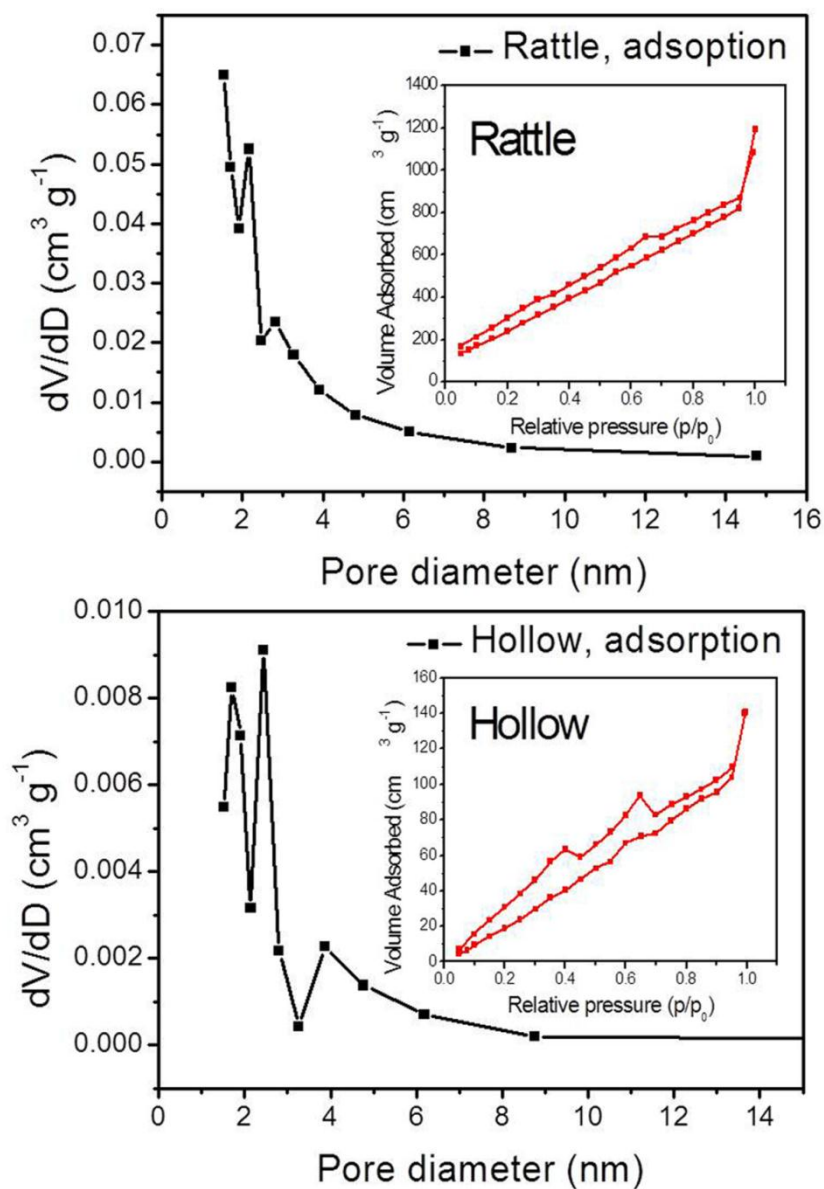 Rattle, adsoption
0.07
0.06
0.05
0.04
0.03
0.02
0.01
0.00
dV/dD (cm³ g⁻¹)
0 2 4 6 8 10 12 14 16
Pore diameter (nm)
Rattle
1400
1200
1000
800
600
400
200
0
Volume Adsorbed (cm³ g⁻¹)
0.0 0.2 0.4 0.6 0.8 1.0
Relative pressure (p/p₀)
Hollow, adsorption
0.010
0.008
0.006
0.004
0.002
0.000
dV/dD (cm³ g⁻¹)
0 2 4 6 8 10 12 14
Pore diameter (nm)
Hollow
160
140
120
100
80
60
40
20
0
Volume Adsorbed (cm³ g⁻¹)
0.0 0.2 0.4 0.6 0.8 1.0
Relative pressure (p/p₀)